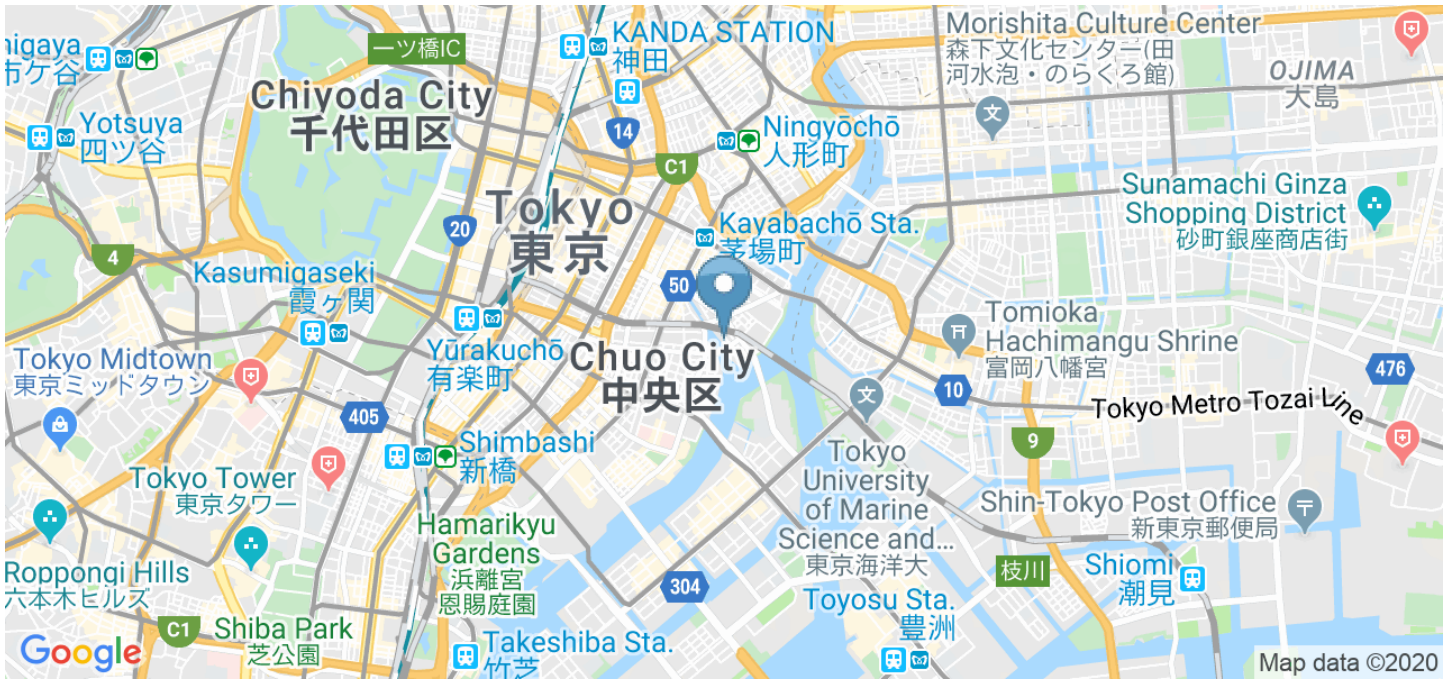 KANDA STATION
神田
一ツ橋IC
Morishita Culture Center
森下文化センター(田
河水泡・のらくろ館)
OJIMA
大島
nigaya
市ケ谷
Chiyoda City
千代田区
Yotsuya
四ツ谷
14
Ningyōchō
人形町
C1
Sunamachi Ginza
Shopping District
砂町銀座商店街
Tokyo
東京
20
Kayabachō Sta.
茅場町
4
Kasumigaseki
霞ヶ関
50
Tomioka
Hachimangu Shrine
富岡八幡宮
Yūrakuchō
有楽町
Chuo City
中央区
Tokyo Midtown
東京ミッドタウン
476
10
405
Tokyo Metro Tozai Line
9
Shimbashi
新橋
Tokyo
University
of Marine
Science and...
東京海洋大
Tokyo Tower
東京タワー
Shin-Tokyo Post Office
新東京郵便局
Hamarikyu
Gardens
浜離宮
恩賜庭園
Roppongi Hills
六本木ヒルズ
304
枝川
Shiomi
潮見
Toyosu Sta.
豊洲
C1
Shiba Park
芝公園
Takeshiba Sta.
竹芝
Google
Map data ©2020